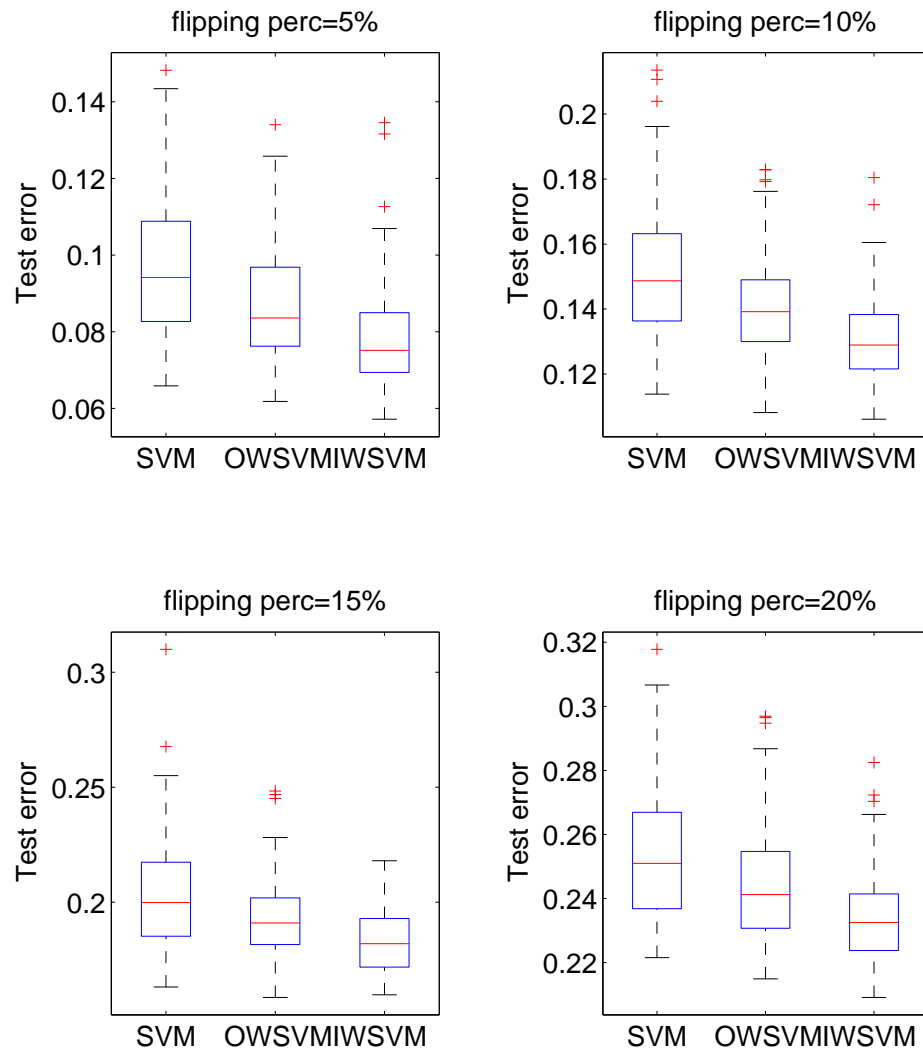 flipping perc=5%
Test error
0.14
0.12
0.1
0.08
0.06
SVM OWSVMIWSVM
flipping perc=10%
Test error
0.2
0.18
0.16
0.14
0.12
SVM OWSVMIWSVM
flipping perc=15%
Test error
0.3
0.25
0.2
SVM OWSVMIWSVM
flipping perc=20%
Test error
0.32
0.3
0.28
0.26
0.24
0.22
SVM OWSVMIWSVM